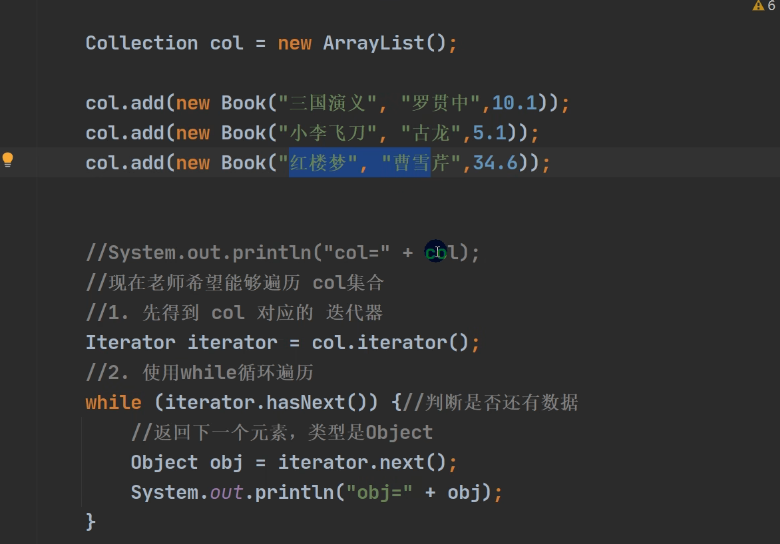 6
Collection col = new ArrayList();
col.add(new Book("三国演义", "罗贯中",10.1));
col.add(new Book("小李飞刀", "古龙",5.1));
col.add(new Book("红楼梦", "曹雪芹",34.6));
//System.out.println("col=" + col);
//现在老师希望能够遍历 col集合
//1. 先得到 col 对应的 迭代器
Iterator iterator = col.iterator();
//2. 使用while循环遍历
while (iterator.hasNext()) {//判断是否还有数据
//返回下一个元素，类型是Object
Object obj = iterator.next();
System.out.println("obj=" + obj);
}